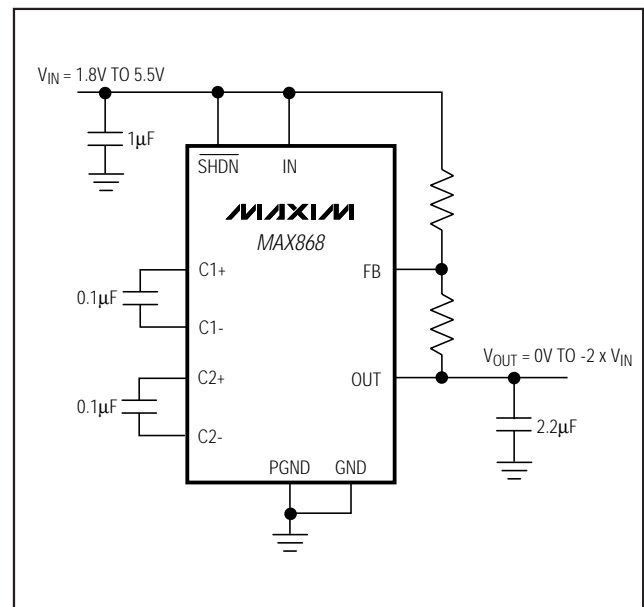 V_IN = 1.8V TO 5.5V
1µF
SHDN IN
MAXIM
MAX868
C1+ FB
0.1µF
C1-
V_OUT = 0V TO -2 x V_IN
C2+ OUT
0.1µF
2.2µF
C2-
PGND GND